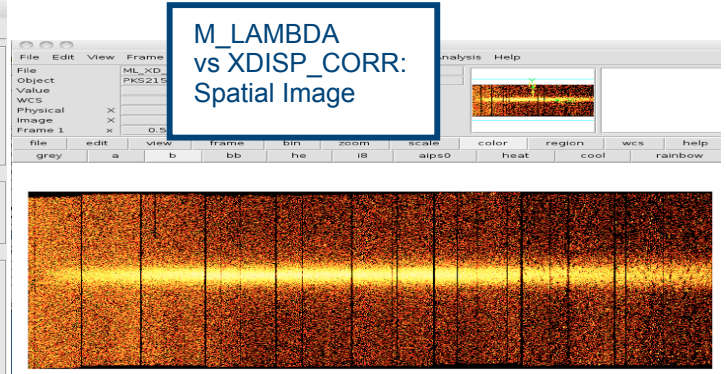 M_LAMBDA
vs XDISP_CORR:
Spatial Image
File Edit View Frame nalysis Help
File ML_XD_
Object PKS215
Value
WCS
Physical X
Image X
Frame 1 x 0.5
file edit view frame bin zoom scale color region wcs help
grey a b bb he i8 aips0 heat cool rainbow